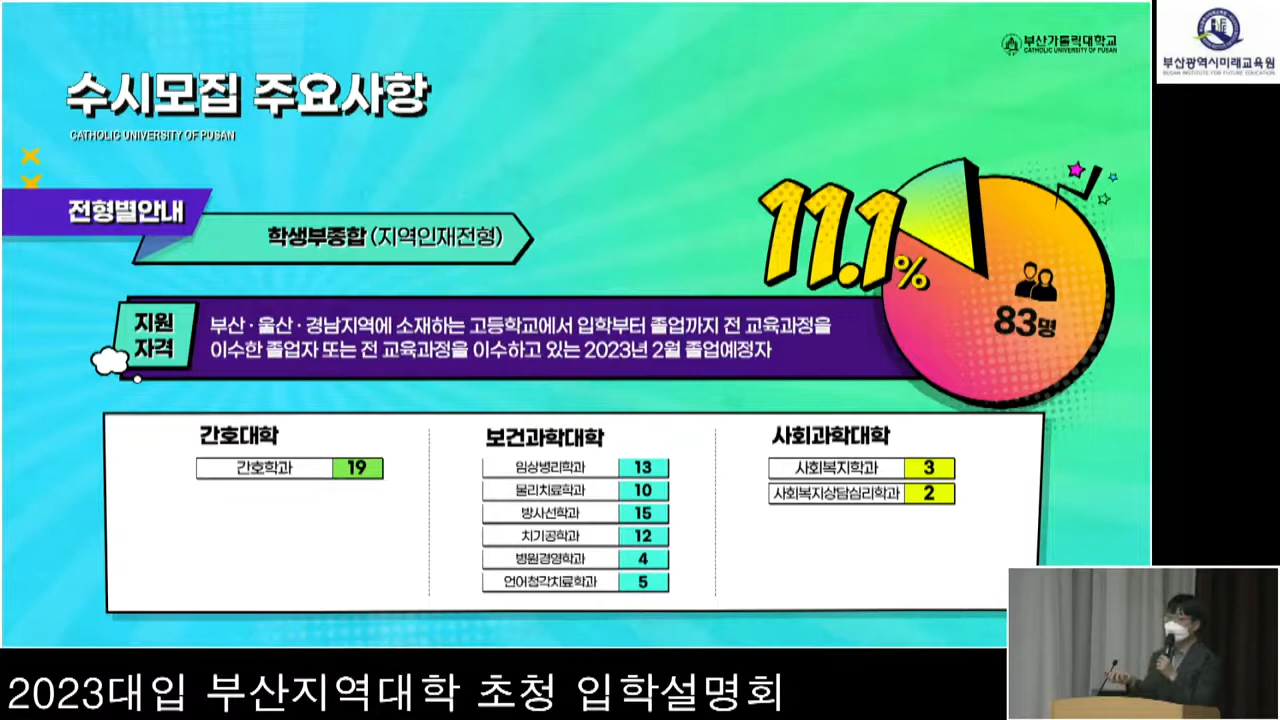 부산가톨릭대학교
CATHOLIC UNIVERSITY OF PUSAN
부산광역시미래교육원
BUSAN INSTITUTE FOR FUTURE EDUCATION
수시모집 주요사항
CATHOLIC UNIVERSITY OF PUSAN
전형별안내
학생부종합 (지역인재전형)
11.1%
83명
지원
자격
부산·울산·경남지역에 소재하는 고등학교에서 입학부터 졸업까지 전 교육과정을
이수한 졸업자 또는 전 교육과정을 이수하고 있는 2023년 2월 졸업예정자
간호대학
간호학과 19
보건과학대학
임상병리학과 13
물리치료학과 10
방사선학과 15
치기공학과 12
병원경영학과 4
언어청각치료학과 5
사회과학대학
사회복지학과 3
사회복지상담심리학과 2
2023대입 부산지역대학 초청 입학설명회